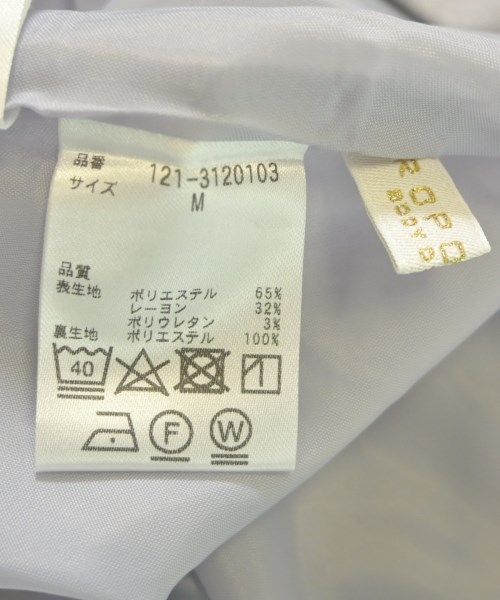 品番 121-3120103
サイズ M
品質
表生地 ポリエステル 65%
レーヨン 32%
ポリウレタン 3%
裏生地 ポリエステル 100%
40
F W
ROPÓ
BODY D